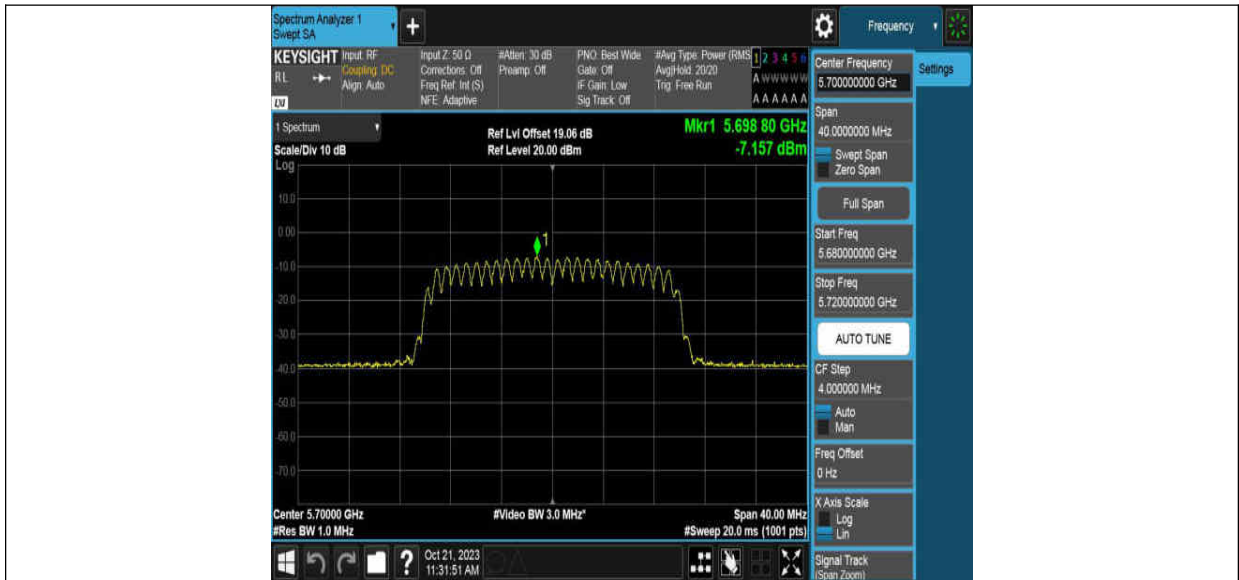 Spectrum Analyzer 1
Swept SA
+
Frequency
KEYSIGHT
RL
LXI
Input: RF
Coupling: DC
Align: Auto
Input Z: 50 Ω
Corrections: Off
Freq Ref: Int (S)
NFE: Adaptive
#Atten: 30 dB
Preamp: Off
PNO: Best Wide
Gate: Off
IF Gain: Low
Sig Track: Off
#Avg Type: Power (RMS
Avg|Hold: 20/20
Trig: Free Run
1 2 3 4 5 6
A W W W W W
A A A A A A
1 Spectrum
Scale/Div 10 dB
Log
Ref Lvl Offset 19.06 dB
Ref Level 20.00 dBm
Mkr1 5.698 80 GHz
-7.157 dBm
10.0
0.00
-10.0
-20.0
-30.0
-40.0
-50.0
-60.0
-70.0
1
Center 5.70000 GHz
#Res BW 1.0 MHz
#Video BW 3.0 MHz*
Span 40.00 MHz
#Sweep 20.0 ms (1001 pts)
?
Oct 21, 2023
11:31:51 AM
Center Frequency
5.700000000 GHz
Settings
Span
40.0000000 MHz
Swept Span
Zero Span
Full Span
Start Freq
5.680000000 GHz
Stop Freq
5.720000000 GHz
AUTO TUNE
CF Step
4.000000 MHz
Auto
Man
Freq Offset
0 Hz
X Axis Scale
Log
Lin
Signal Track
(Span Zoom)